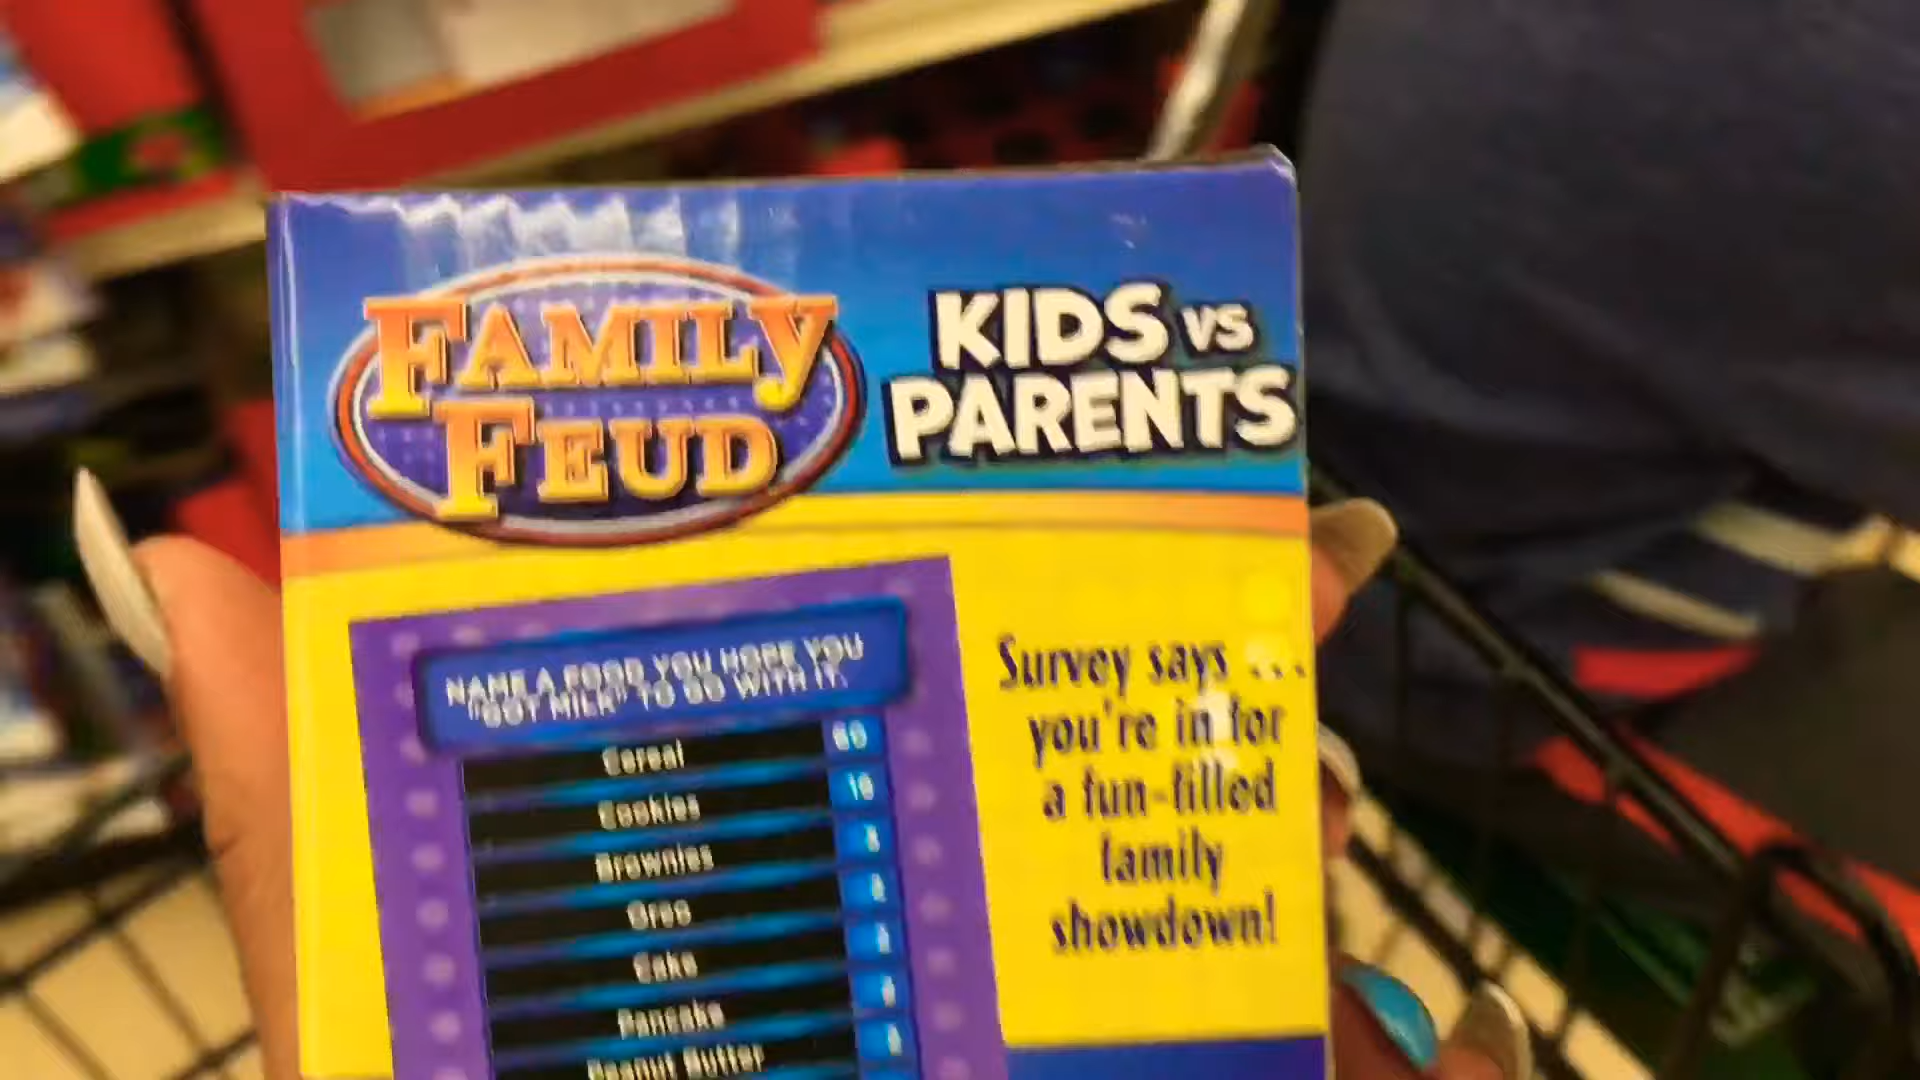 FAMILY
FEUD
KIDS VS
PARENTS
NAME A FOOD YOU HOPE YOU
"GOT MILK" TO GO WITH IT.
Cereal
Cookies
Brownies
Oreo
Cake
Pancake
Peanut Butter
Survey says ...
you're in for
a fun-filled
family
showdown!